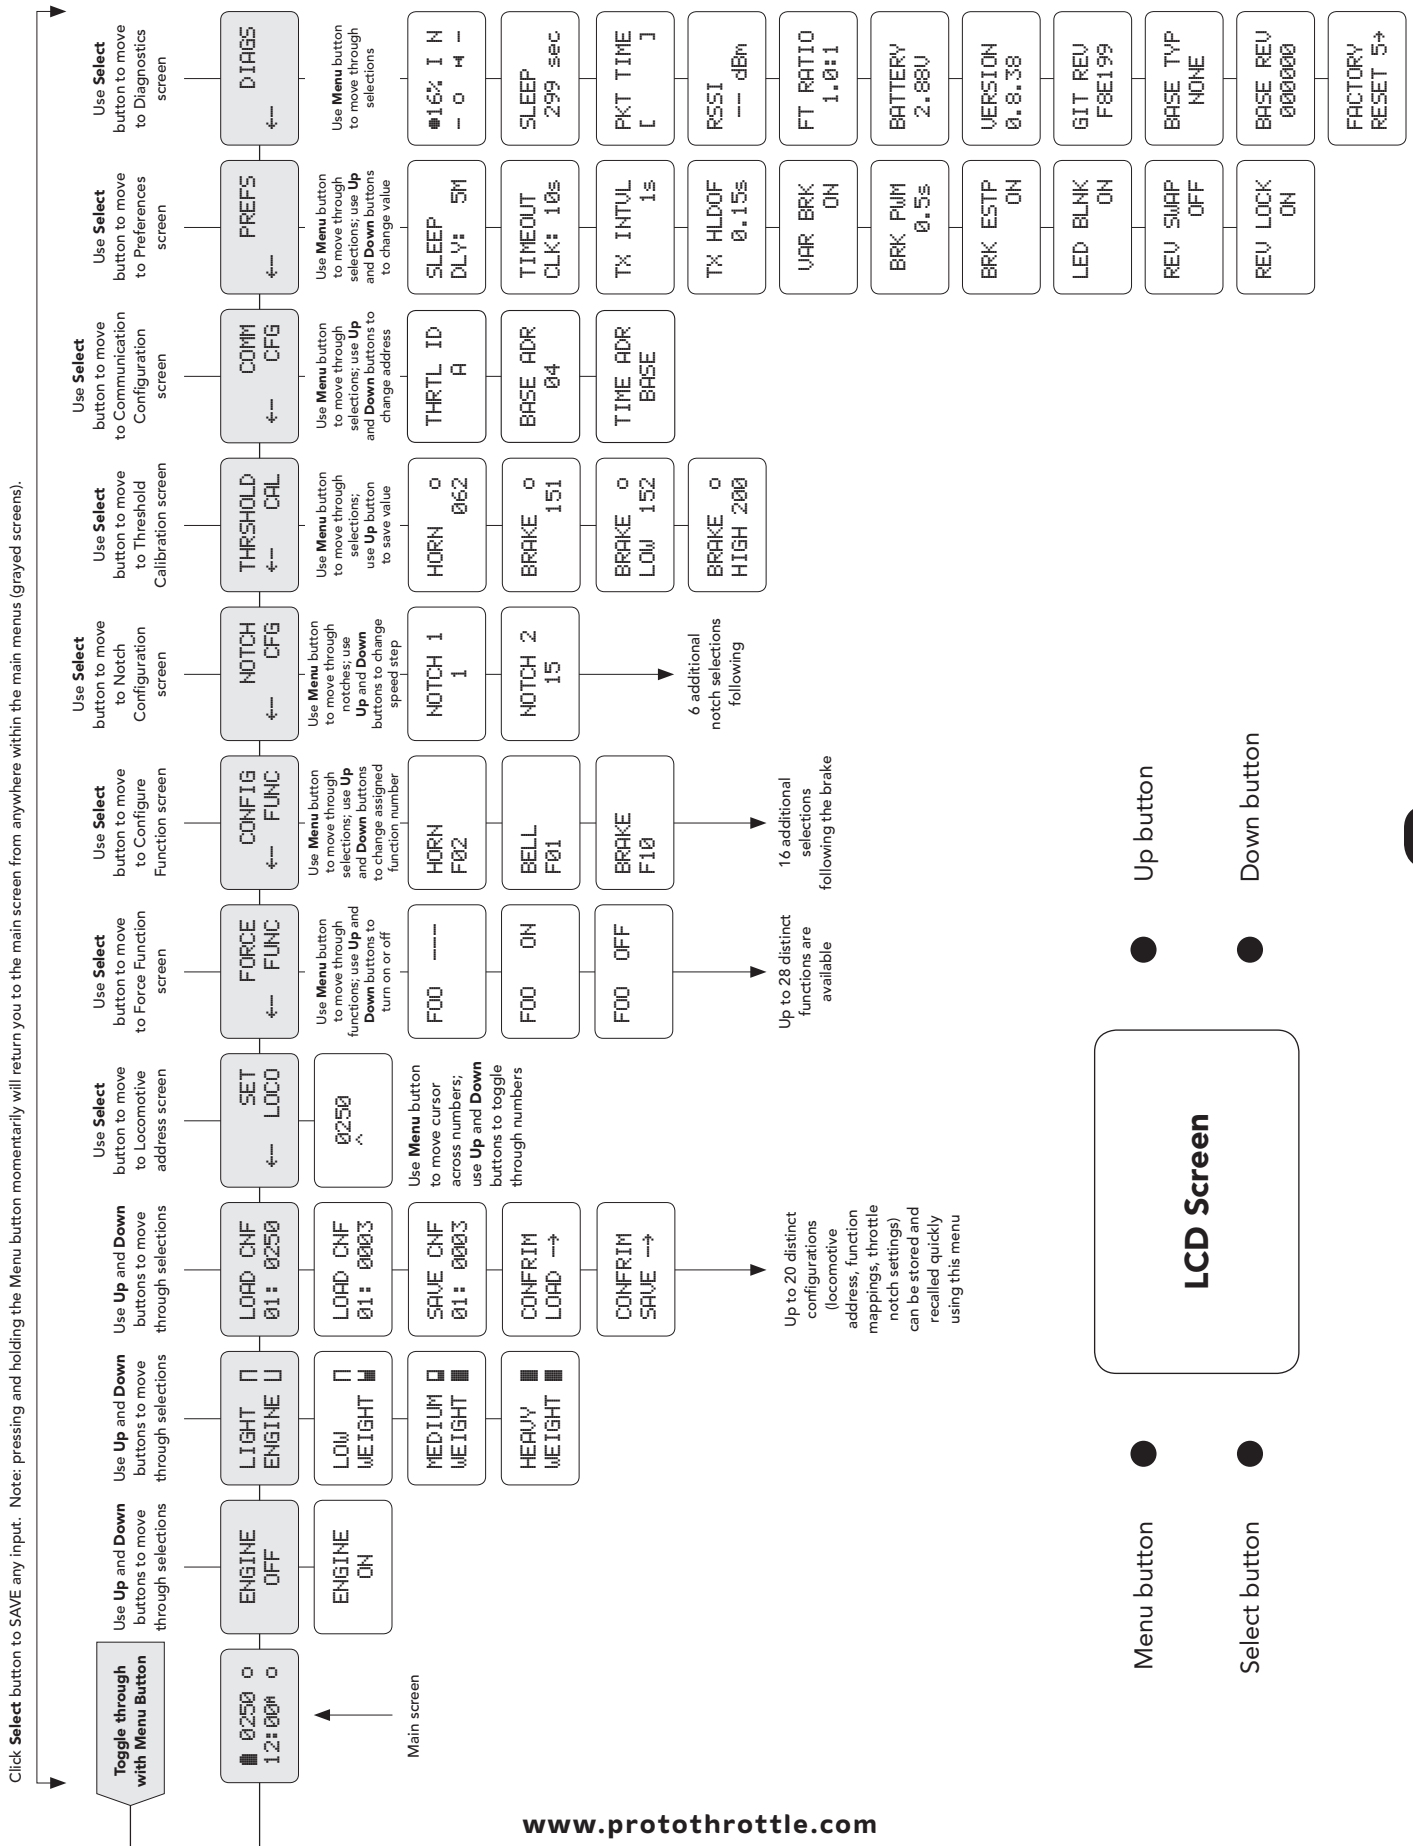 Click Select button to SAVE any input. Note: pressing and holding the Menu button momentarily will return you to the main screen from anywhere within the main menus (grayed screens).
Toggle through
with Menu Button
0250
12:00A
Main screen
Use Up and Down
buttons to move
through selections
ENGINE
OFF
ENGINE
ON
Use Up and Down
buttons to move
through selections
LIGHT
ENGINE
LOW
WEIGHT
MEDIUM
WEIGHT
HEAVY
WEIGHT
Use Up and Down
buttons to move
through selections
LOAD CNF
01: 0250
LOAD CNF
01: 0003
SAVE CNF
01: 0003
CONFRIM
LOAD -→
CONFRIM
SAVE -→
Up to 20 distinct
configurations
(locomotive
address, function
mappings, throttle
notch settings)
can be stored and
recalled quickly
using this menu
Use Select
button to move
to Locomotive
address screen
SET
←- LOCO
0250
^
Use Menu button
to move cursor
across numbers;
use Up and Down
buttons to toggle
through numbers
Use Select
button to move
to Force Function
screen
FORCE
←- FUNC
Use Menu button
to move through
functions; use Up and
Down buttons to
turn on or off
F00 ---
F00 ON
F00 OFF
Up to 28 distinct
functions are
available
Use Select
button to move
to Configure
Function screen
CONFIG
←- FUNC
Use Menu button
to move through
selections; use Up
and Down buttons
to change assigned
function number
HORN
F02
BELL
F01
BRAKE
F10
16 additional
selections
following the brake
Use Select
button to move
to Notch
Configuration
screen
NOTCH
←- CFG
Use Menu button
to move through
notches; use
Up and Down
buttons to change
speed step
NOTCH 1
1
NOTCH 2
15
6 additional
notch selections
following
Use Select
button to move
to Threshold
Calibration screen
THRSHOLD
←- CAL
Use Menu button
to move through
selections;
use Up button
to save value
HORN o
062
BRAKE o
151
BRAKE o
LOW 152
BRAKE o
HIGH 200
Use Select
button to move
to Communication
Configuration
screen
COMM
←- CFG
Use Menu button
to move through
selections; use Up
and Down buttons to
change address
THRTL ID
A
BASE ADR
04
TIME ADR
BASE
Use Select
button to move
to Preferences
screen
PREFS
←-
Use Menu button
to move through
selections; use Up
and Down buttons
to change value
SLEEP
DLY: 5M
TIMEOUT
CLK: 10s
TX INTVL
1s
TX HLDOF
0.15s
VAR BRK
ON
BRK PWM
0.5s
BRK ESTP
ON
LED BLNK
ON
REV SWAP
OFF
REV LOCK
ON
Use Select
button to move
to Diagnostics
screen
DIAGS
←-
Use Menu button
to move through
selections
16% I N
SLEEP
299 sec
PKT TIME
[ ]
RSSI
-- dBm
FT RATIO
1.0:1
BATTERY
2.88V
VERSION
0.8.38
GIT REV
F8E199
BASE TYP
NONE
BASE REV
000000
FACTORY
RESET 5→
Menu button
Select button
LCD Screen
Up button
Down button
www.protothrottle.com